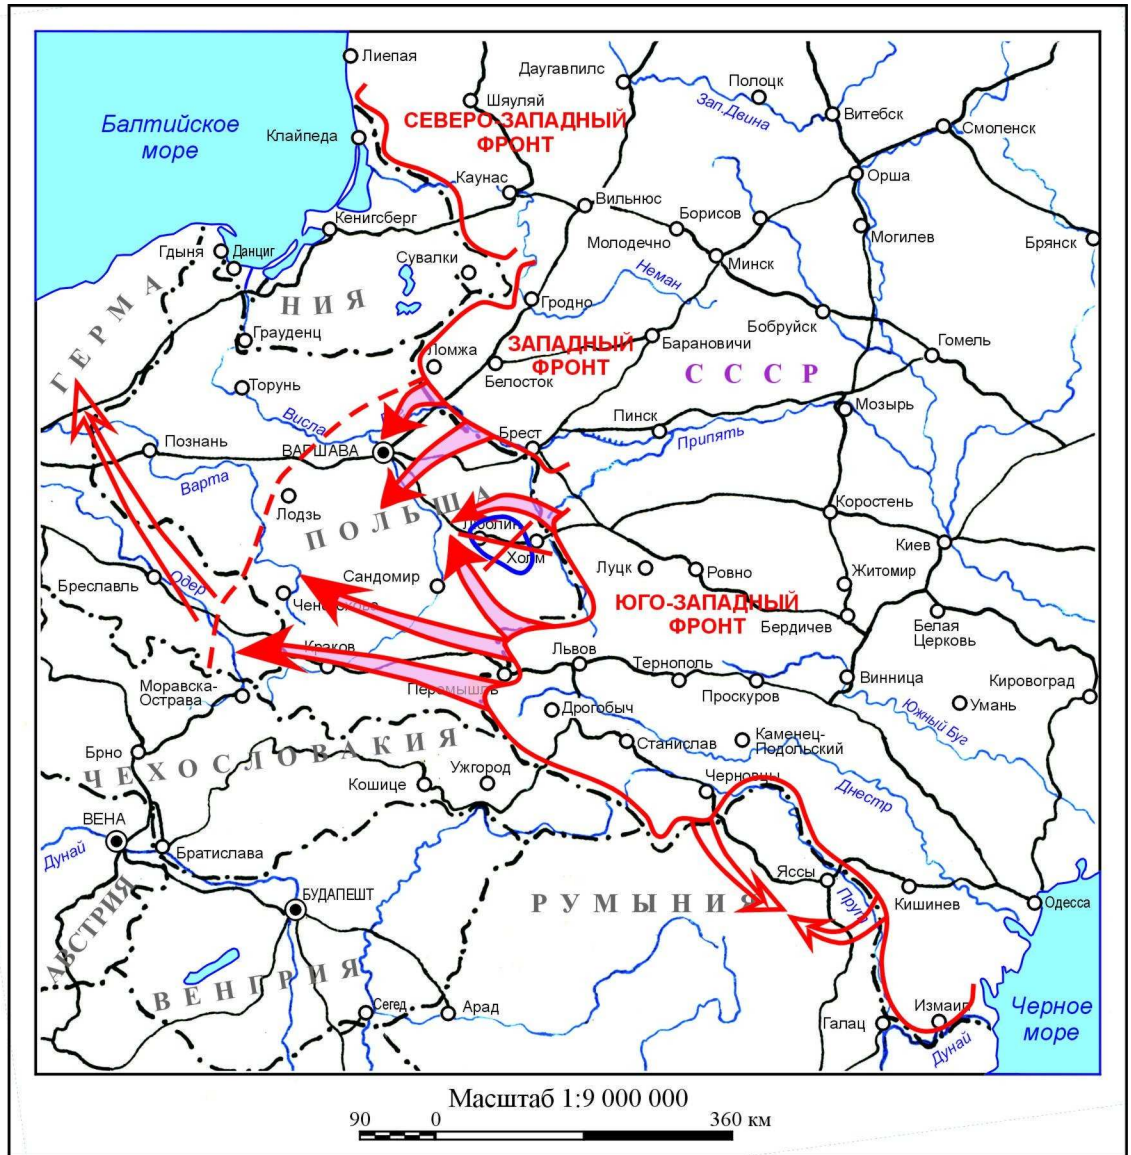 Лиепая
Даугавпилс
Полоцк
Шяуляй
Зап.Двина
Витебск
Смоленск
Балтийское
море
СЕВЕРО-ЗАПАДНЫЙ
ФРОНТ
Клайпеда
Каунас
Вильнюс
Орша
Борисов
Кенигсберг
Молодечно
Могилев
Брянск
Гдыня
Данциг
Сувалки
Минск
Неман
ГЕРМА
НИЯ
Гродно
Бобруйск
Грауденц
Ломжа
ЗАПАДНЫЙ
ФРОНТ
Барановичи
Гомель
Белосток
СССР
Торунь
Висла
Пинск
Мозырь
Припять
Брест
Познань
ВАРШАВА
Варта
Лодзь
ПОЛЬША
Коростень
Люблин
Холм
Киев
Луцк
Ровно
Житомир
Бреславль
Одер
Сандомир
Ченстохова
ЮГО-ЗАПАДНЫЙ
ФРОНТ
Бердичев
Белая
Церковь
Краков
Львов
Тернополь
Перемышль
Проскуров
Винница
Кировоград
Моравска-
Острава
Дрогобыч
Умань
Южный Буг
Станислав
Каменец-
Подольский
Брно
ЧЕХОСЛОВАКИЯ
Кошице
Ужгород
Черновцы
Днестр
ВЕНА
Дунай
Братислава
БУДАПЕШТ
Яссы
Прут
Кишинев
Одесса
РУМЫНИЯ
АВСТРИЯ
ВЕНГРИЯ
Сегед
Арад
Галац
Измаил
Дунай
Черное
море
Масштаб 1:9 000 000
90 0 360 км